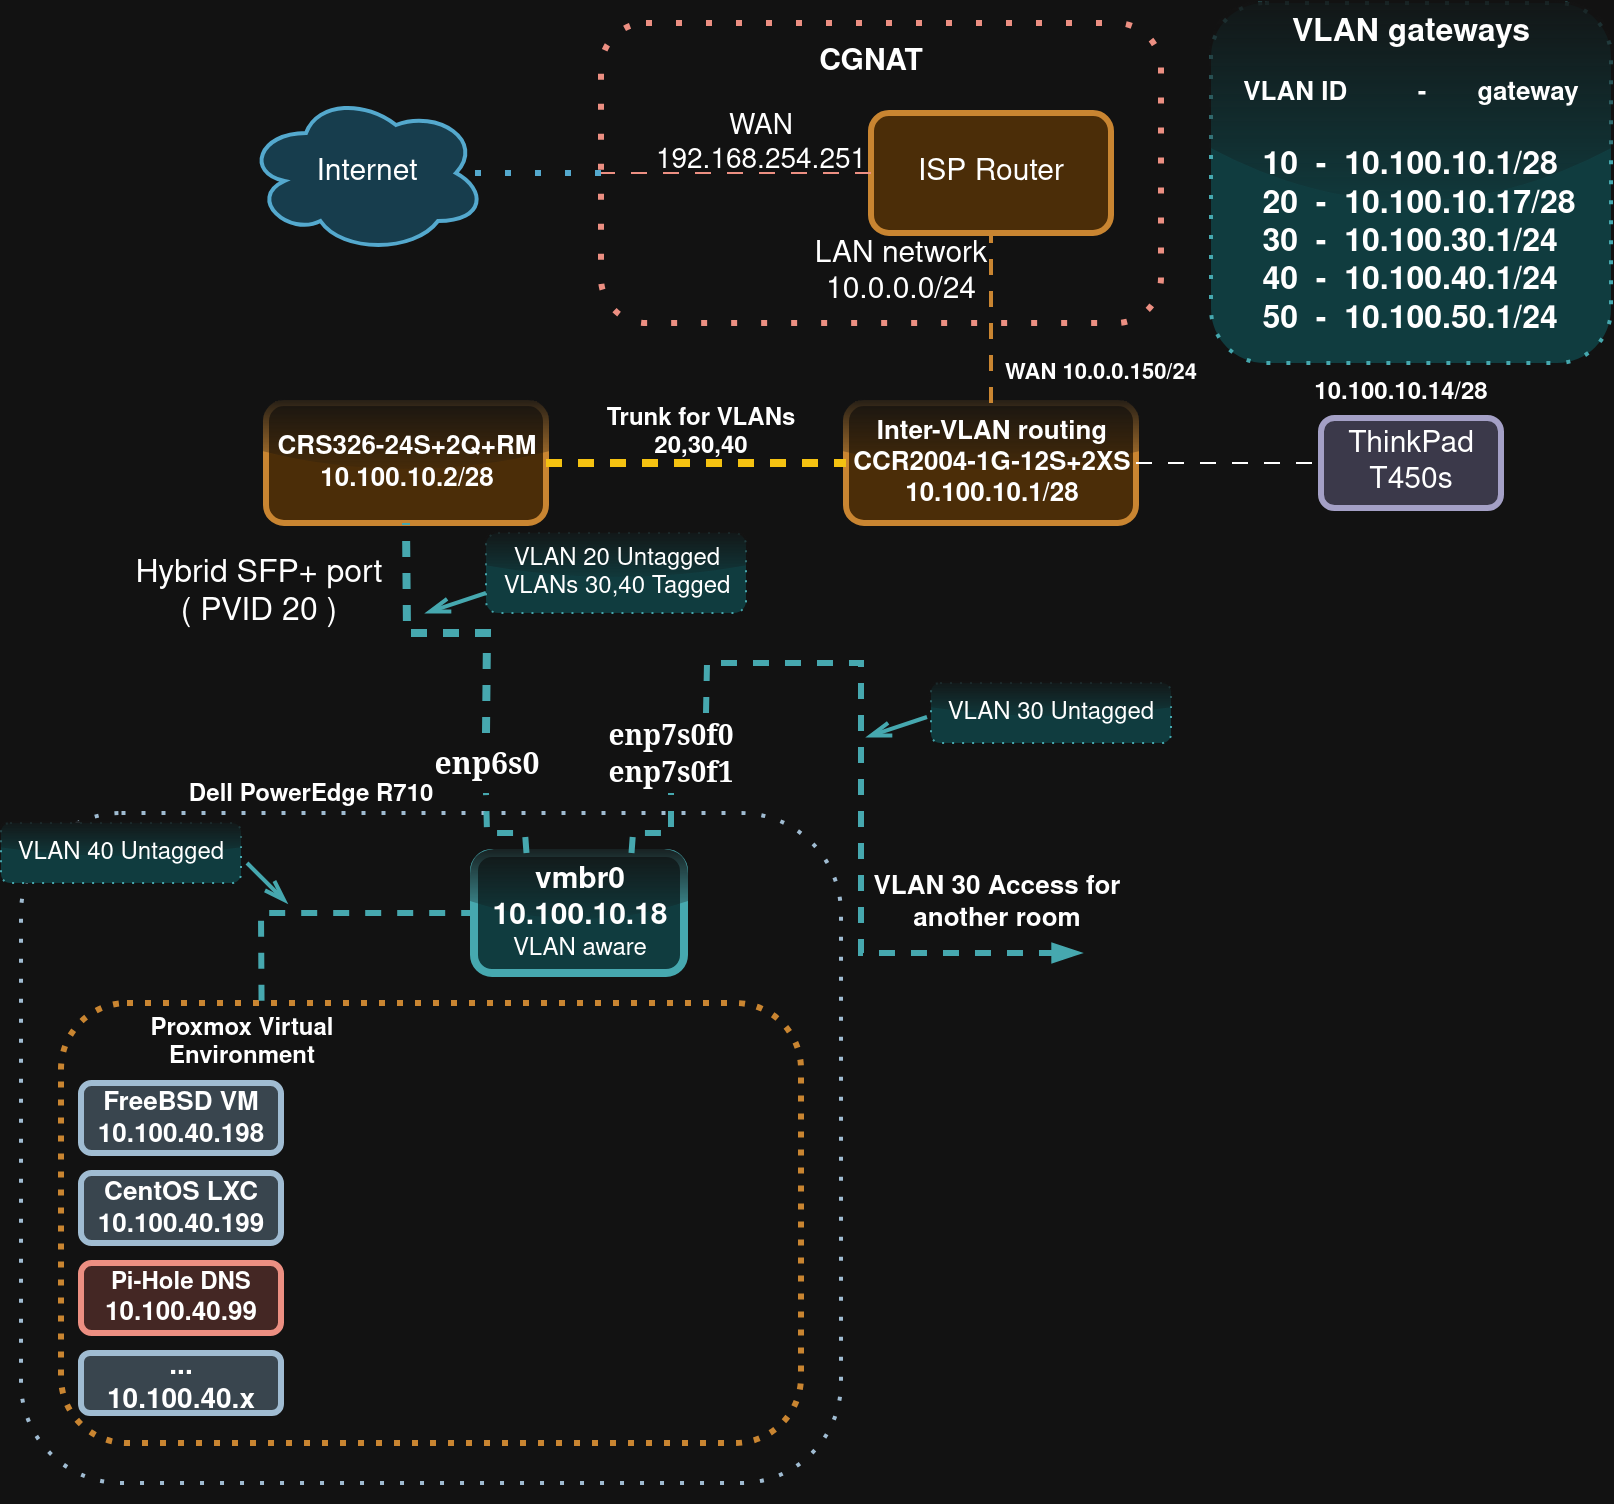 CGNAT
WAN
192.168.254.251
Internet
ISP Router
LAN network
10.0.0.0/24
VLAN gateways
VLAN ID - gateway
10 - 10.100.10.1/28
20 - 10.100.10.17/28
30 - 10.100.30.1/24
40 - 10.100.40.1/24
50 - 10.100.50.1/24
WAN 10.0.0.150/24
10.100.10.14/28
ThinkPad
T450s
CRS326-24S+2Q+RM
10.100.10.2/28
Trunk for VLANs
20,30,40
Inter-VLAN routing
CCR2004-1G-12S+2XS
10.100.10.1/28
Hybrid SFP+ port
( PVID 20 )
VLAN 20 Untagged
VLANs 30,40 Tagged
VLAN 30 Untagged
enp6s0
enp7s0f0
enp7s0f1
Dell PowerEdge R710
VLAN 40 Untagged
vmbr0
10.100.10.18
VLAN aware
VLAN 30 Access for
another room
Proxmox Virtual
Environment
FreeBSD VM
10.100.40.198
CentOS LXC
10.100.40.199
Pi-Hole DNS
10.100.40.99
...
10.100.40.x